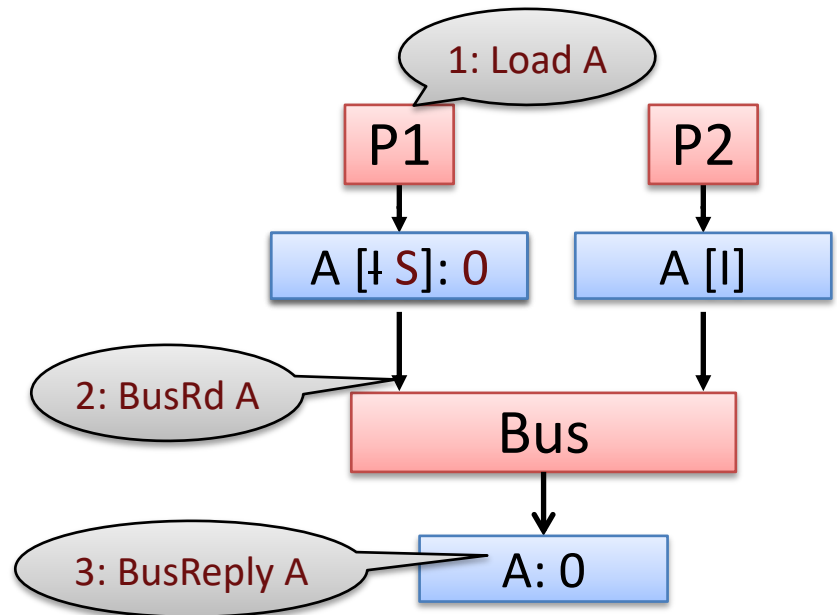 1: Load A
P1
P2
A [I S]: 0
A [I]
2: BusRd A
Bus
3: BusReply A
A: 0